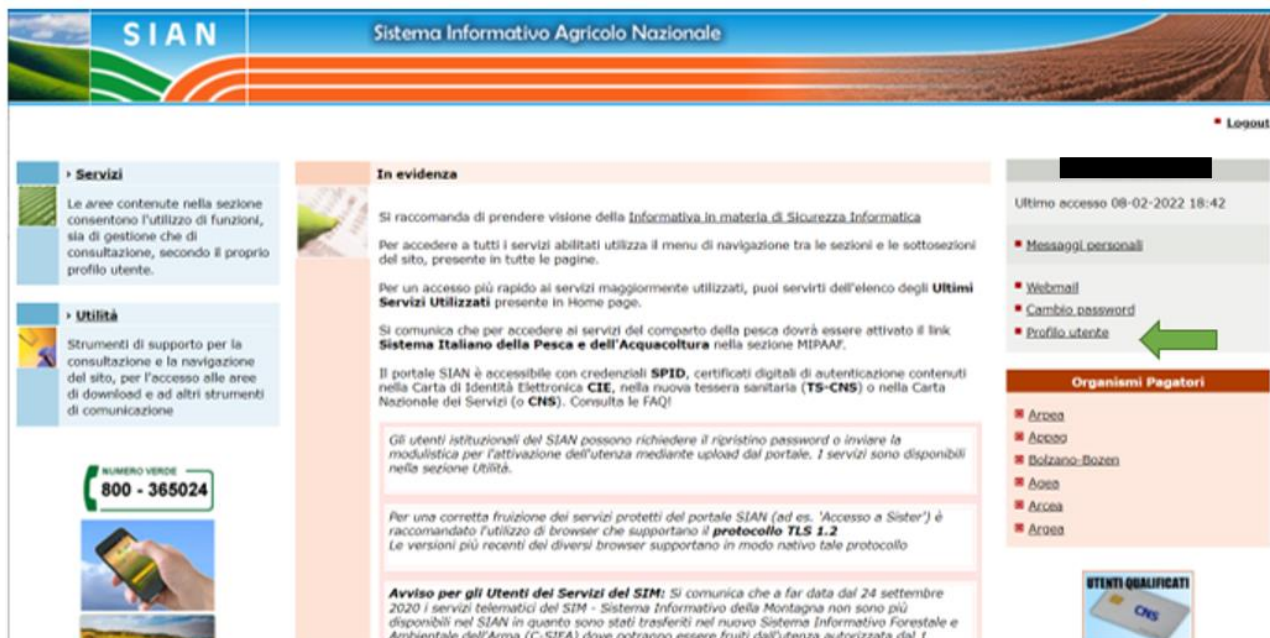 SIAN
Sistema Informativo Agricolo Nazionale
Logout
Servizi
Le aree contenute nella sezione
consentono l'utilizzo di funzioni,
sia di gestione che di
consultazione, secondo il proprio
profilo utente.
Utilità
Strumenti di supporto per la
consultazione e la navigazione
del sito, per l'accesso alle aree
di download e ad altri strumenti
di comunicazione
NUMERO VERDE
800 - 365024
In evidenza
Si raccomanda di prendere visione della Informativa in materia di Sicurezza Informatica
Per accedere a tutti i servizi abilitati utilizza il menu di navigazione tra le sezioni e le sottosezioni
del sito, presente in tutte le pagine.
Per un accesso più rapido ai servizi maggiormente utilizzati, puoi servirti dell'elenco degli Ultimi
Servizi Utilizzati presente in Home page.
Si comunica che per accedere ai servizi del comparto della pesca dovrà essere attivato il link
Sistema Italiano della Pesca e dell'Acquacoltura nella sezione MIPAAF.
Il portale SIAN è accessibile con credenziali SPID, certificati digitali di autenticazione contenuti
nella Carta di Identità Elettronica CIE, nella nuova tessera sanitaria (TS-CNS) o nella Carta
Nazionale dei Servizi (o CNS). Consulta le FAQ!
Gli utenti istituzionali del SIAN possono richiedere il ripristino password o inviare la
modulistica per l'attivazione dell'utenza mediante upload dal portale. I servizi sono disponibili
nella sezione Utilità.
Per una corretta fruizione dei servizi protetti del portale SIAN (ad es. 'Accesso a Sister') è
raccomandato l'utilizzo di browser che supportano il protocollo TLS 1.2
Le versioni più recenti dei diversi browser supportano in modo nativo tale protocollo
Avviso per gli Utenti dei Servizi del SIM: Si comunica che a far data dal 24 settembre
2020 i servizi telematici del SIM - Sistema Informativo della Montagna non sono più
disponibili nel SIAN in quanto sono stati trasferiti nel nuovo Sistema Informativo Forestale e
Ambientale dell'Arma (C-SIFA) dove potranno essere fruiti dall'utenza autorizzata dal 1
Ultimo accesso 08-02-2022 18:42
Messaggi personali
Webmail
Cambio password
Profilo utente
Organismi Pagatori
Arpea
Appag
Bolzano-Bozen
Agea
Arcea
Argea
UTENTI QUALIFICATI
CNS